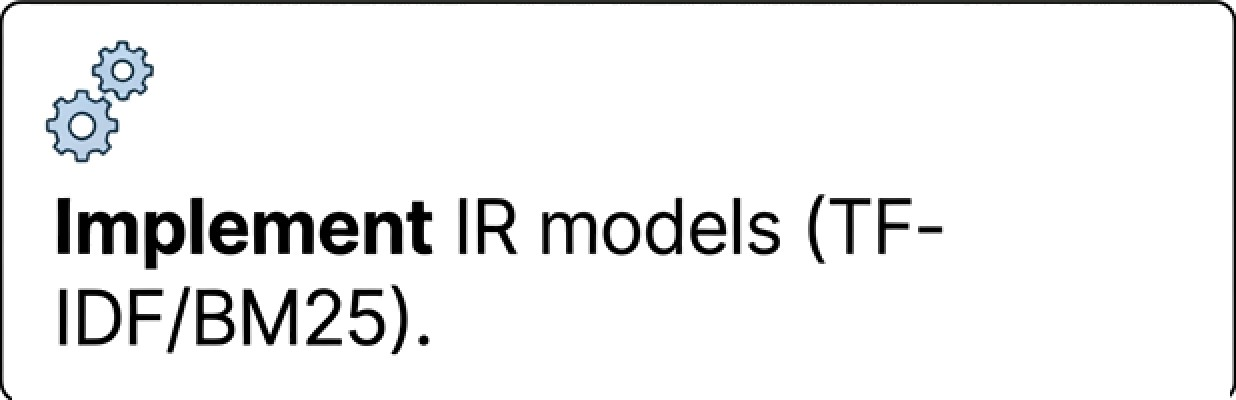 Implement IR models (TF-
IDF/BM25).